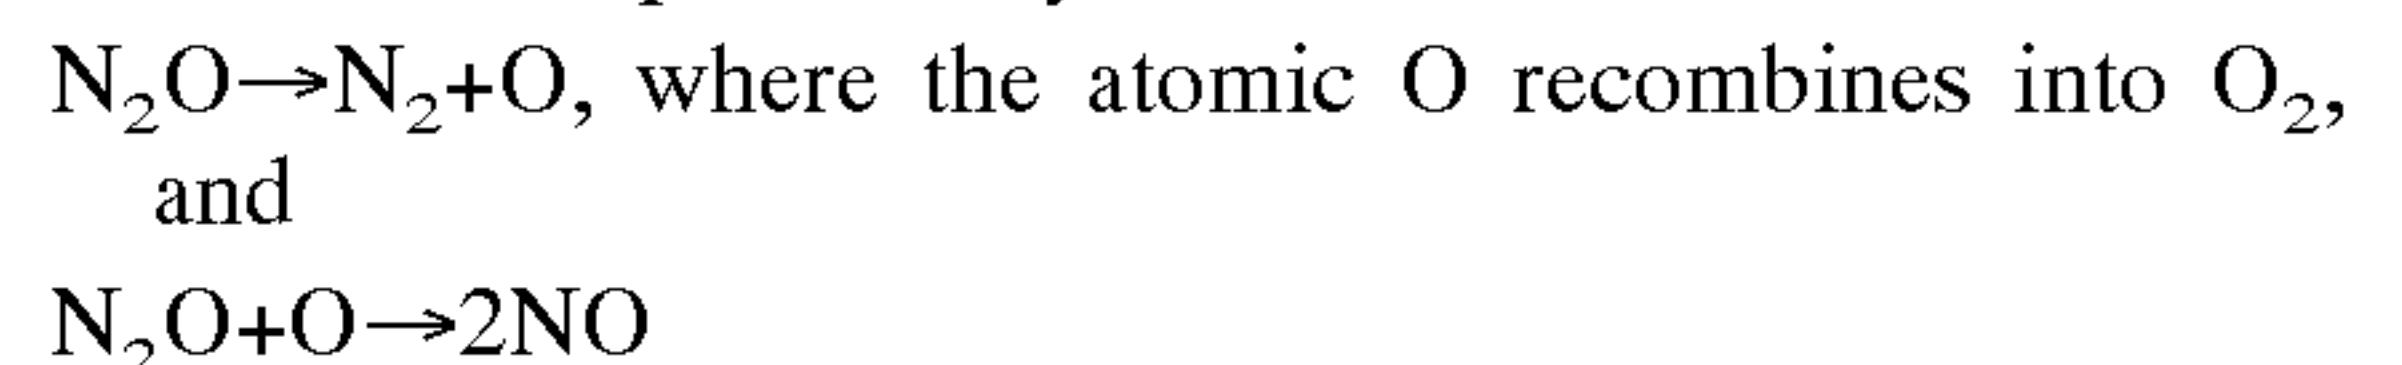 N₂O→N₂+O, where the atomic O recombines into O₂,
and
N₂O+O→2NO